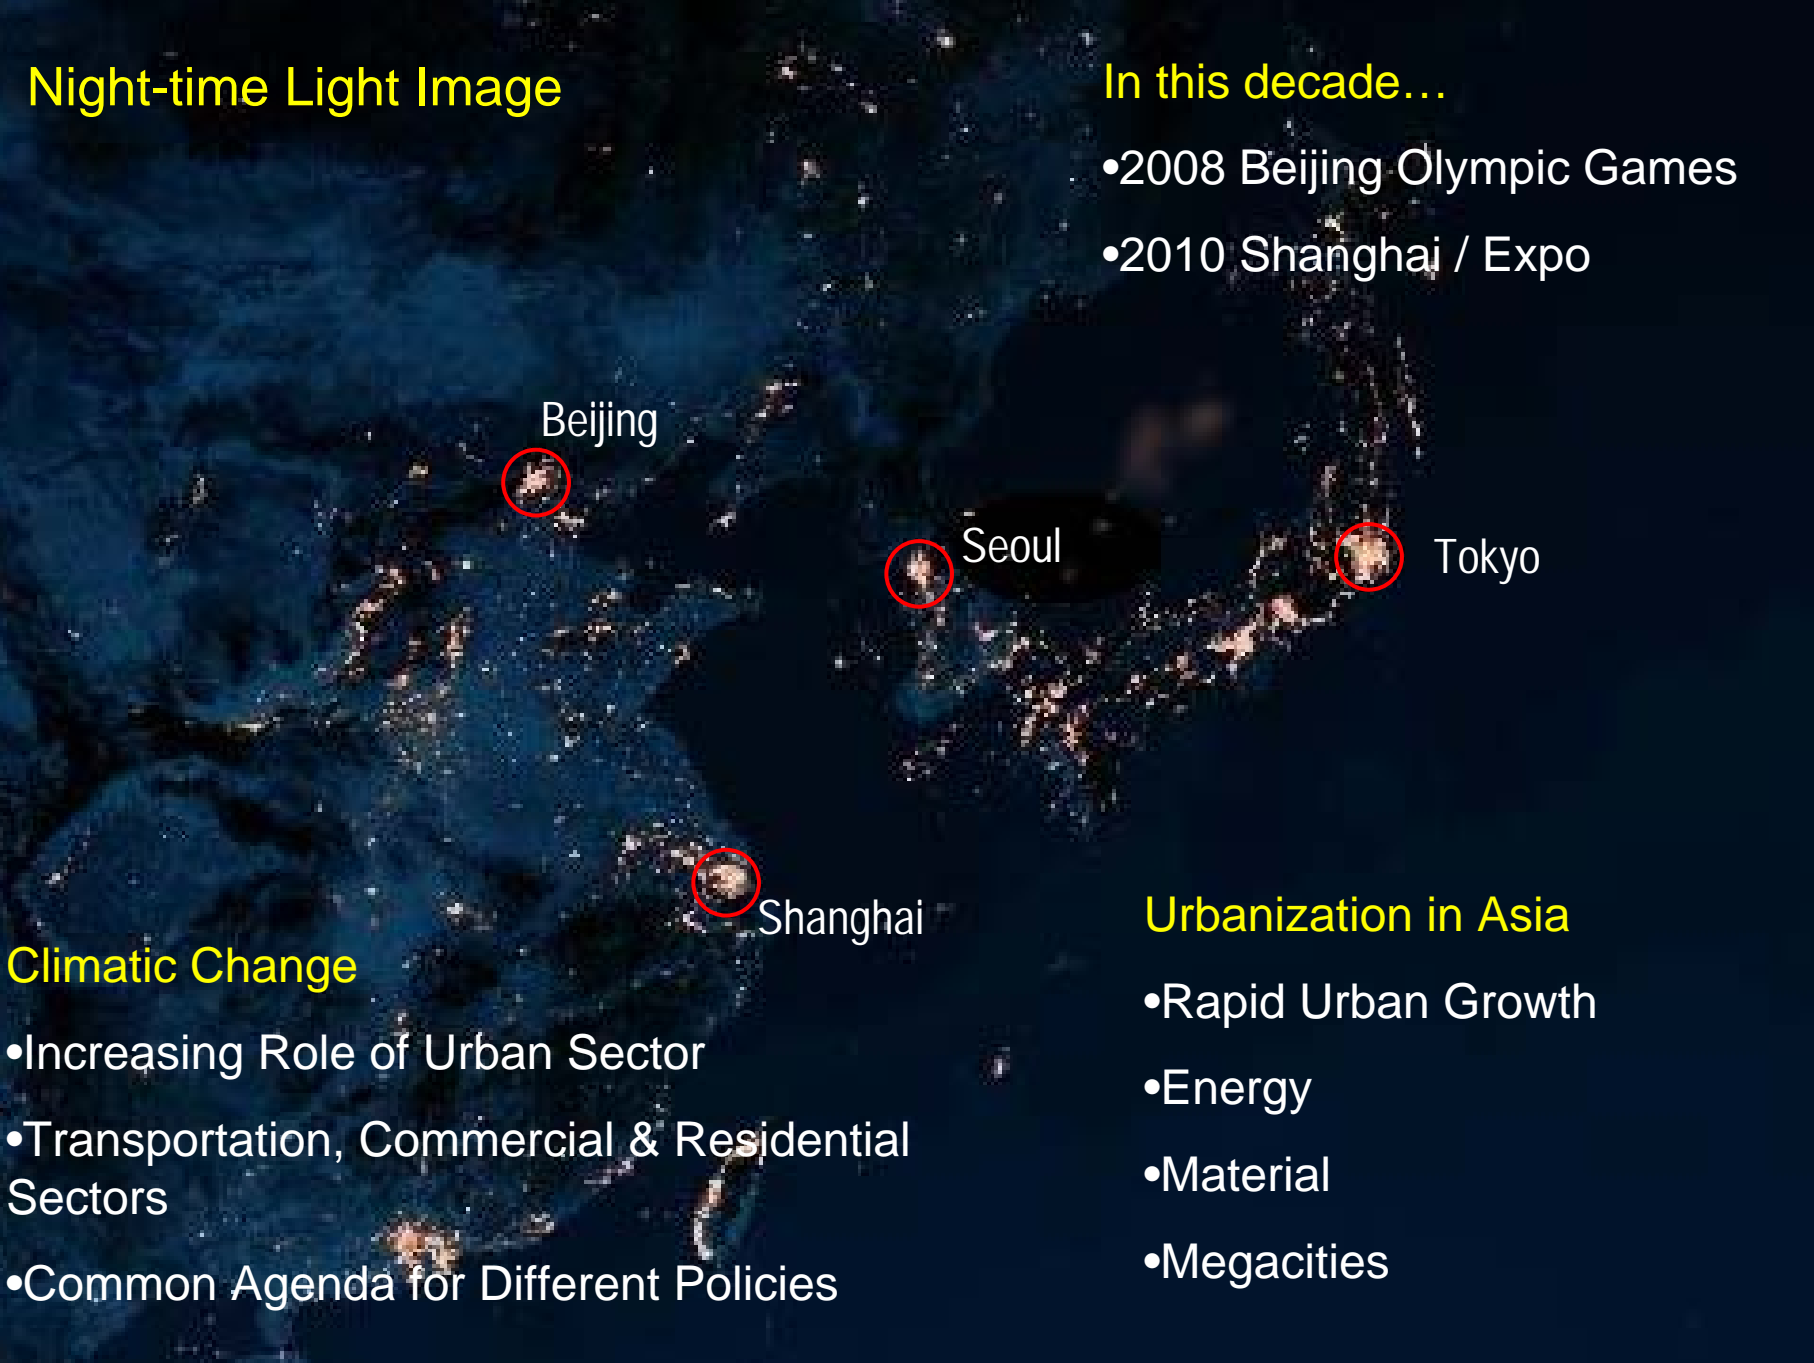 Night-time Light Image
In this decade…
•2008 Beijing Olympic Games
•2010 Shanghai / Expo
Beijing
Seoul
Tokyo
Shanghai
Climatic Change
•Increasing Role of Urban Sector
•Transportation, Commercial & Residential
Sectors
•Common Agenda for Different Policies
Urbanization in Asia
•Rapid Urban Growth
•Energy
•Material
•Megacities